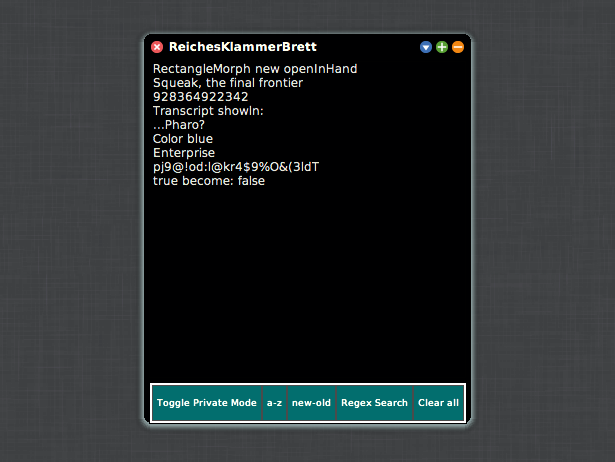 ReichesKlammerBrett
RectangleMorph new openInHand
Squeak, the final frontier
928364922342
Transcript showIn:
...Pharo?
Color blue
Enterprise
pj9@!od:l@kr4$9%O&(3ldT
true become: false
Toggle Private Mode a-z new-old Regex Search Clear all